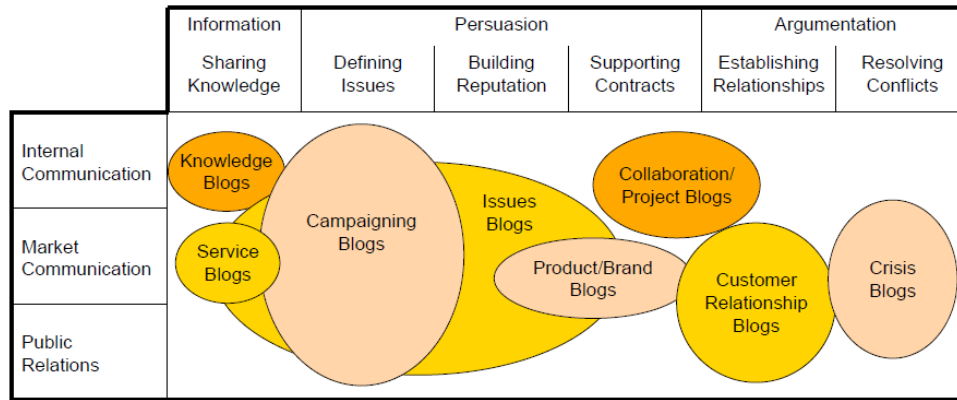 Information
Persuasion
Argumentation
Sharing
Knowledge
Defining
Issues
Building
Reputation
Supporting
Contracts
Establishing
Relationships
Resolving
Conflicts
Internal
Communication
Knowledge
Blogs
Collaboration/
Project Blogs
Issues
Blogs
Campaigning
Blogs
Market
Communication
Service
Blogs
Product/Brand
Blogs
Customer
Relationship
Blogs
Crisis
Blogs
Public
Relations